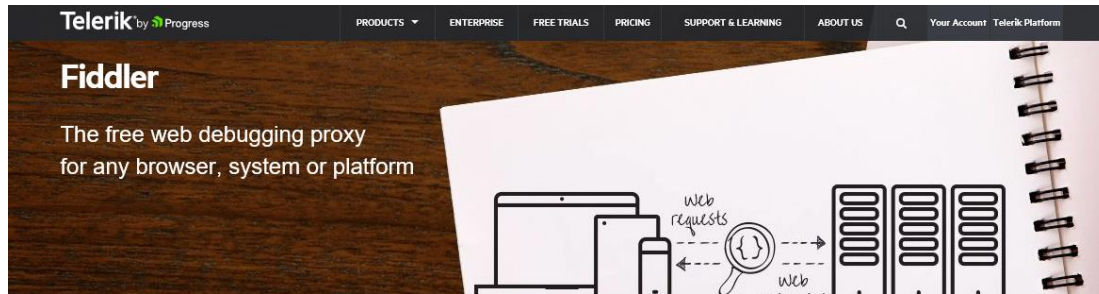 Telerik by Progress PRODUCTS ENTERPRISE FREE TRIALS PRICING SUPPORT & LEARNING ABOUT US Your Account Telerik Platform
Fiddler
The free web debugging proxy
for any browser, system or platform
Web
requests
{}
Web